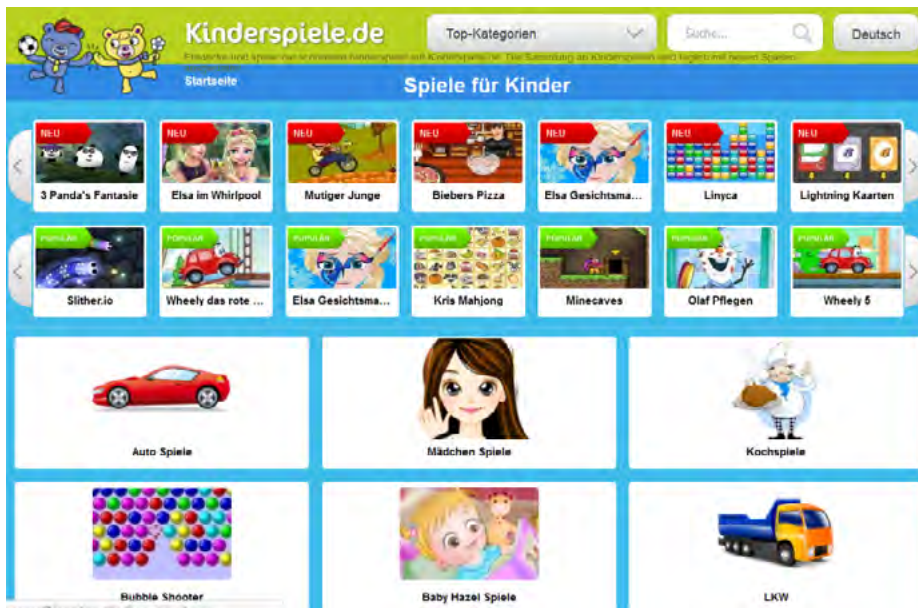 Kinderspiele.de
Top-Kategorien
Suche...
Deutsch
Startseite
Spiele für Kinder
NEU NEU NEU NEU NEU NEU NEU
3 Panda's Fantasie Elsa im Whirlpool Mutiger Junge Biebers Pizza Elsa Gesichtsma... Linyca Lightning Kaarten
POPULÄR POPULÄR POPULÄR POPULÄR POPULÄR POPULÄR POPULÄR
Slither.io Wheely das rote ... Elsa Gesichtsma... Kris Mahjong Minecaves Olaf Pflegen Wheely 5
Auto Spiele Mädchen Spiele Kochspiele
Bubble Shooter Baby Hazel Spiele LKW